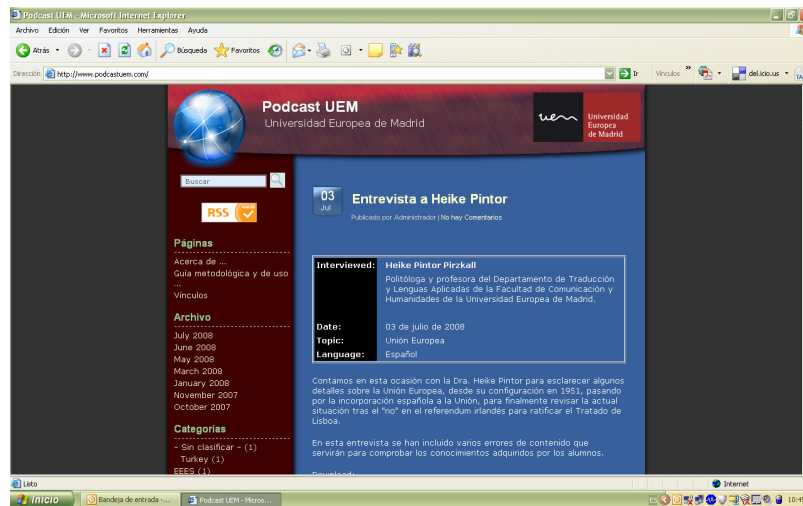 Podcast UEM - Microsoft Internet Explorer
Archivo Edición Ver Favoritos Herramientas Ayuda
Atrás Búsqueda Favoritos
Dirección http://www.podcastuem.com/ Ir Vínculos » del.icio.us
Podcast UEM
Universidad Europea de Madrid
uem
Universidad
Europea
de Madrid
Buscar
RSS
Páginas
Acerca de ...
Guía metodológica y de uso
...
Vínculos
Archivo
July 2008
June 2008
May 2008
March 2008
January 2008
November 2007
October 2007
Categorías
- Sin clasificar - (1)
Turkey (1)
EEES (1)
03
Jul
Entrevista a Heike Pintor
Publicado por Administrador | No hay Comentarios
Interviewed: Heike Pintor Pirzkall
Politóloga y profesora del Departamento de Traducción
y Lenguas Aplicadas de la Facultad de Comunicación y
Humanidades de la Universidad Europea de Madrid.
Date: 03 de julio de 2008
Topic: Unión Europea
Language: Español
Contamos en esta ocasión con la Dra. Heike Pintor para esclarecer algunos
detalles sobre la Unión Europea, desde su configuración en 1951, pasando
por la incorporación española a la Unión, para finalmente revisar la actual
situación tras el "no" en el referendum irlandés para ratificar el Tratado de
Lisboa.
En esta entrevista se han incluido varios errores de contenido que
servirán para comprobar los conocimientos adquiridos por los alumnos.
Download:
Listo Internet
Inicio Bandeja de entrada -... Podcast UEM - Micros...